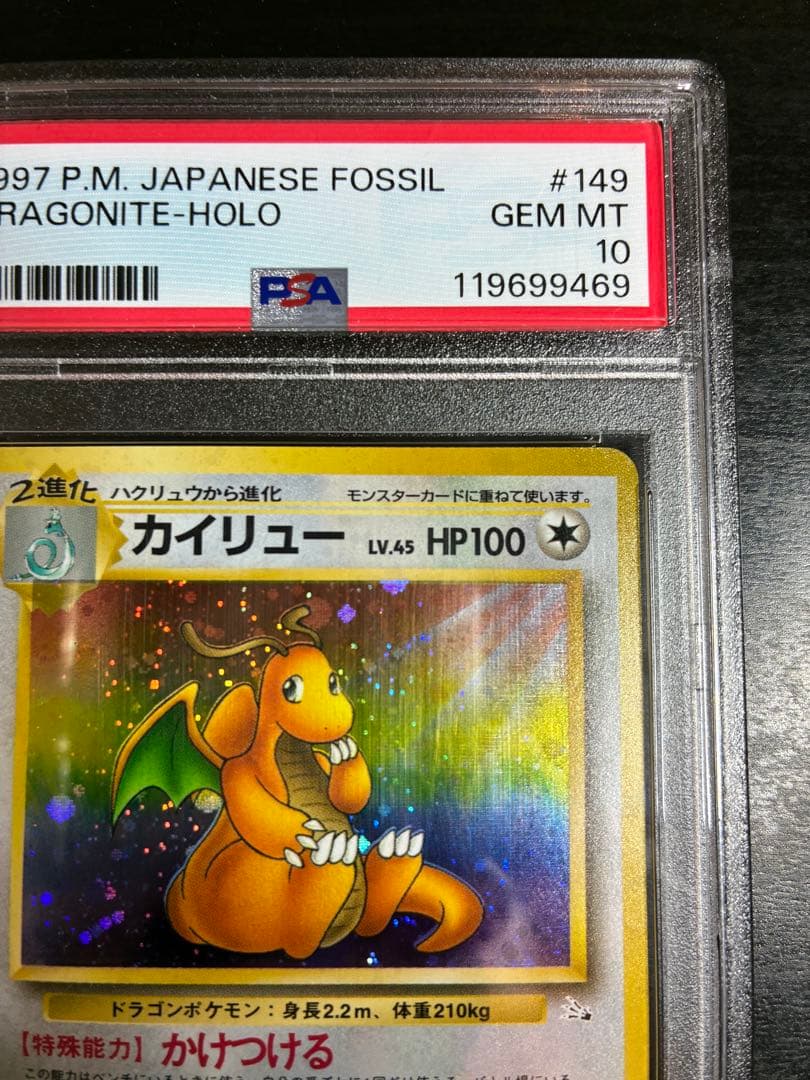 997 P.M. JAPANESE FOSSIL #149
RAGONITE-HOLO GEM MT
10
PSA 119699469
2進化 ハクリュウから進化 モンスターカードに重ねて使います。
カイリュー LV.45 HP100
ドラゴンポケモン：身長2.2m、体重210kg
【特殊能力】かけつける